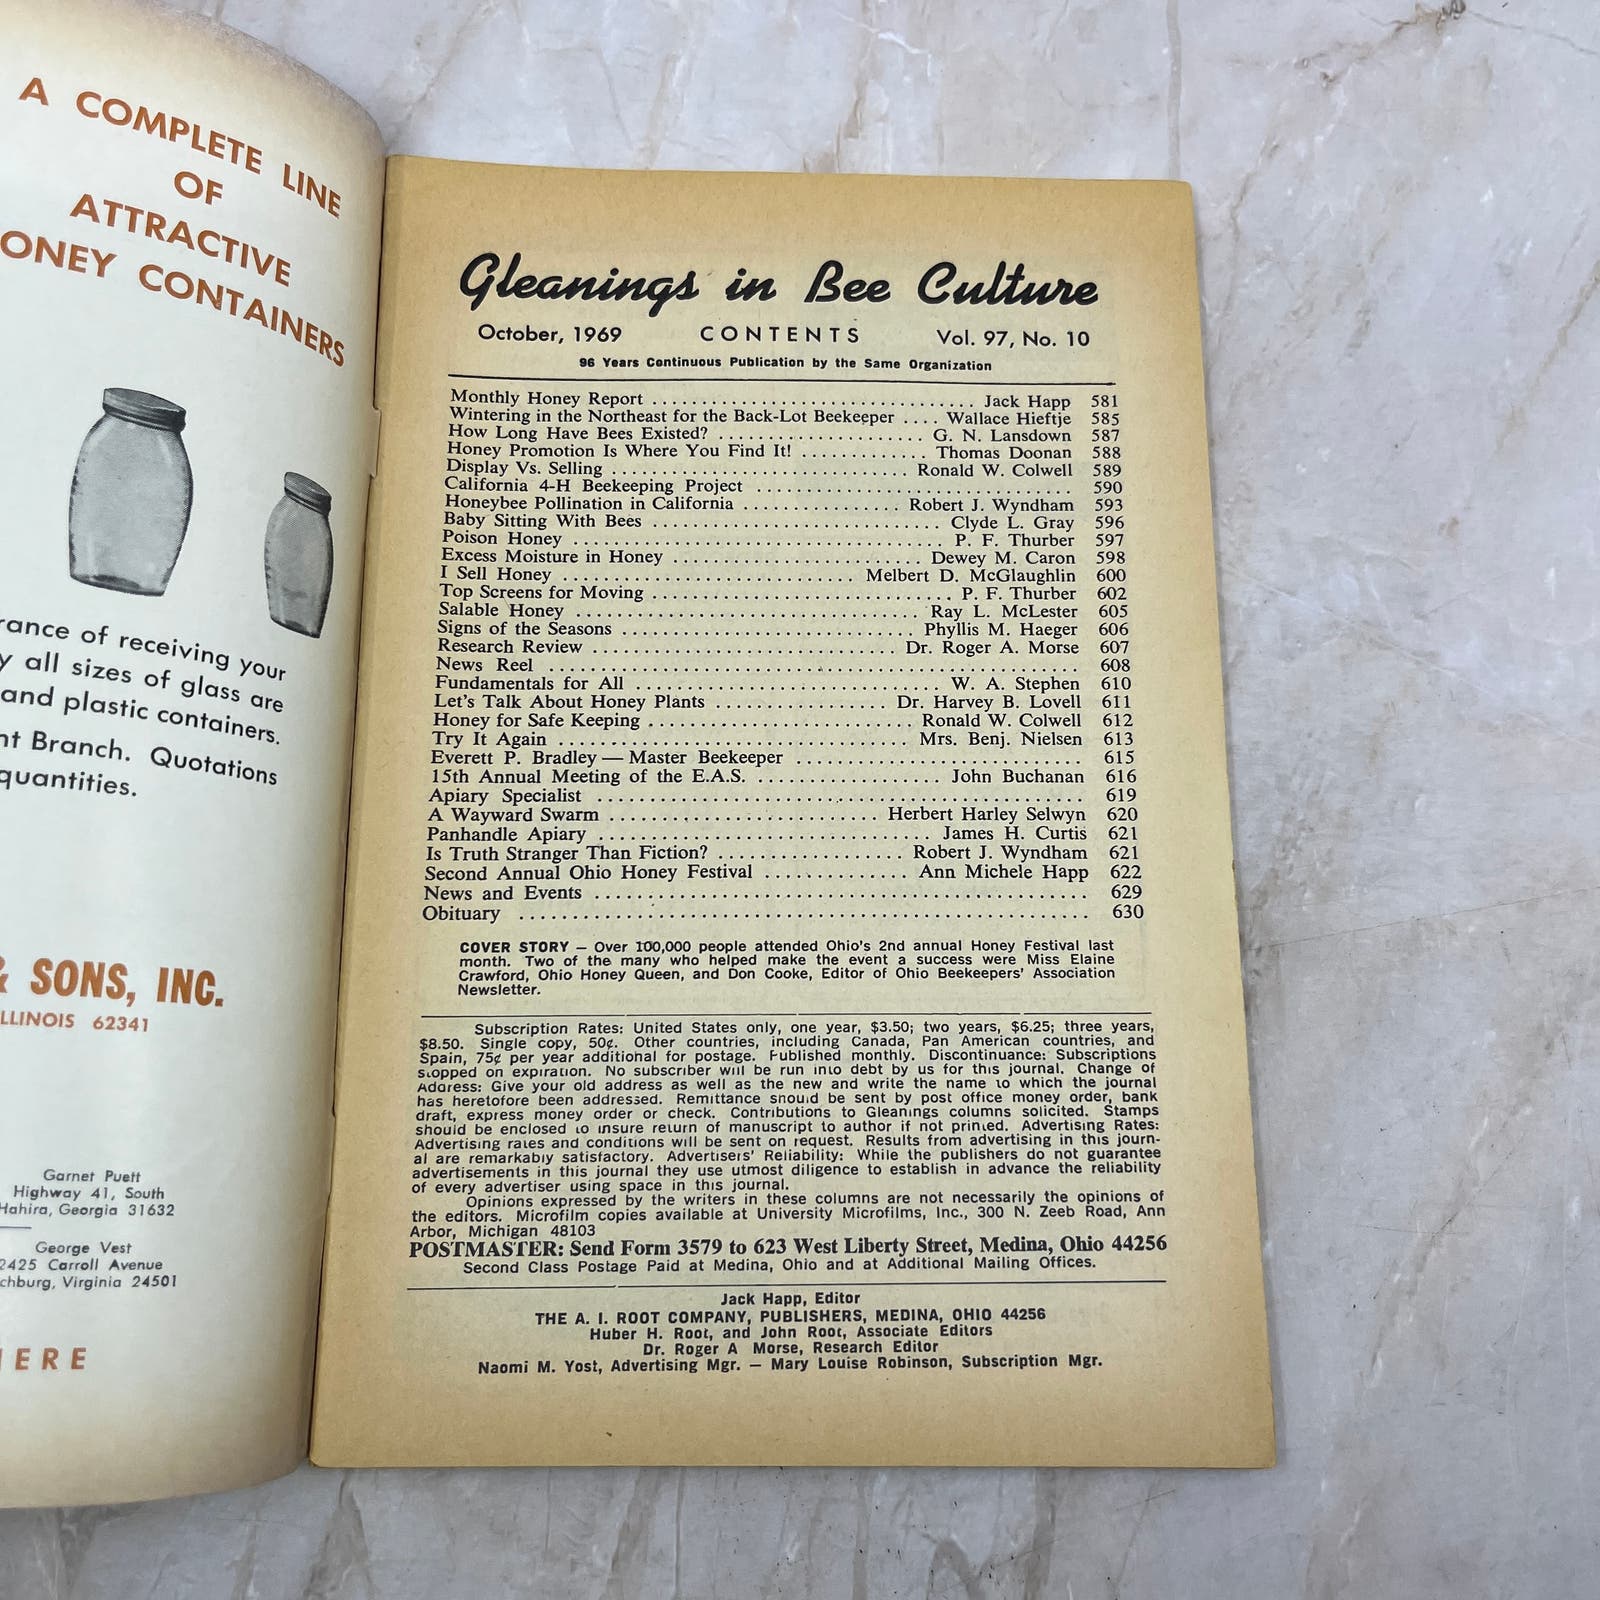 A COMPLETE LINE
OF
ATTRACTIVE
ONEY CONTAINERS
rance of receiving your
y all sizes of glass are
and plastic containers.
nt Branch. Quotations
quantities.
& SONS, INC.
LLINOIS 62341
Garnet Puett
Highway 41, South
Hahira, Georgia 31632
George Vest
2425 Carroll Avenue
chburg, Virginia 24501
ERE
Gleanings in Bee Culture
October, 1969 CONTENTS Vol. 97, No. 10
96 Years Continuous Publication by the Same Organization
Monthly Honey Report ........ Jack Happ 581
Wintering in the Northeast for the Back-Lot Beekeeper .... Wallace Hieftje 585
How Long Have Bees Existed? ........ G. N. Lansdown 587
Honey Promotion Is Where You Find It! ........ Thomas Doonan 588
Display Vs. Selling ........ Ronald W. Colwell 589
California 4-H Beekeeping Project ........ 590
Honeybee Pollination in California ........ Robert J. Wyndham 593
Baby Sitting With Bees ........ Clyde L. Gray 596
Poison Honey ........ P. F. Thurber 597
Excess Moisture in Honey ........ Dewey M. Caron 598
I Sell Honey ........ Melbert D. McGlaughlin 600
Top Screens for Moving ........ P. F. Thurber 602
Salable Honey ........ Ray L. McLester 605
Signs of the Seasons ........ Phyllis M. Haeger 606
Research Review ........ Dr. Roger A. Morse 607
News Reel ........ 608
Fundamentals for All ........ W. A. Stephen 610
Let's Talk About Honey Plants ........ Dr. Harvey B. Lovell 611
Honey for Safe Keeping ........ Ronald W. Colwell 612
Try It Again ........ Mrs. Benj. Nielsen 613
Everett P. Bradley — Master Beekeeper ........ 615
15th Annual Meeting of the E.A.S. ........ John Buchanan 616
Apiary Specialist ........ 619
A Wayward Swarm ........ Herbert Harley Selwyn 620
Panhandle Apiary ........ James H. Curtis 621
Is Truth Stranger Than Fiction? ........ Robert J. Wyndham 621
Second Annual Ohio Honey Festival ........ Ann Michele Happ 622
News and Events ........ 629
Obituary ........ 630
COVER STORY — Over 100,000 people attended Ohio's 2nd annual Honey Festival last
month. Two of the many who helped make the event a success were Miss Elaine
Crawford, Ohio Honey Queen, and Don Cooke, Editor of Ohio Beekeepers' Association
Newsletter.
Subscription Rates: United States only, one year, $3.50; two years, $6.25; three years,
$8.50. Single copy, 50¢. Other countries, including Canada, Pan American countries, and
Spain, 75¢ per year additional for postage. Published monthly. Discontinuance: Subscriptions
stopped on expiration. No subscriber will be run into debt by us for this journal. Change of
Address: Give your old address as well as the new and write the name to which the journal
has heretofore been addressed. Remittance should be sent by post office money order, bank
draft, express money order or check. Contributions to Gleanings columns solicited. Stamps
should be enclosed to insure return of manuscript to author if not printed. Advertising Rates:
Advertising rates and conditions will be sent on request. Results from advertising in this journ-
al are remarkably satisfactory. Advertisers' Reliability: While the publishers do not guarantee
advertisements in this journal they use utmost diligence to establish in advance the reliability
of every advertiser using space in this journal.
Opinions expressed by the writers in these columns are not necessarily the opinions of
the editors. Microfilm copies available at University Microfilms, Inc., 300 N. Zeeb Road, Ann
Arbor, Michigan 48103
POSTMASTER: Send Form 3579 to 623 West Liberty Street, Medina, Ohio 44256
Second Class Postage Paid at Medina, Ohio and at Additional Mailing Offices.
Jack Happ, Editor
THE A. I. ROOT COMPANY, PUBLISHERS, MEDINA, OHIO 44256
Huber H. Root, and John Root, Associate Editors
Dr. Roger A Morse, Research Editor
Naomi M. Yost, Advertising Mgr. — Mary Louise Robinson, Subscription Mgr.